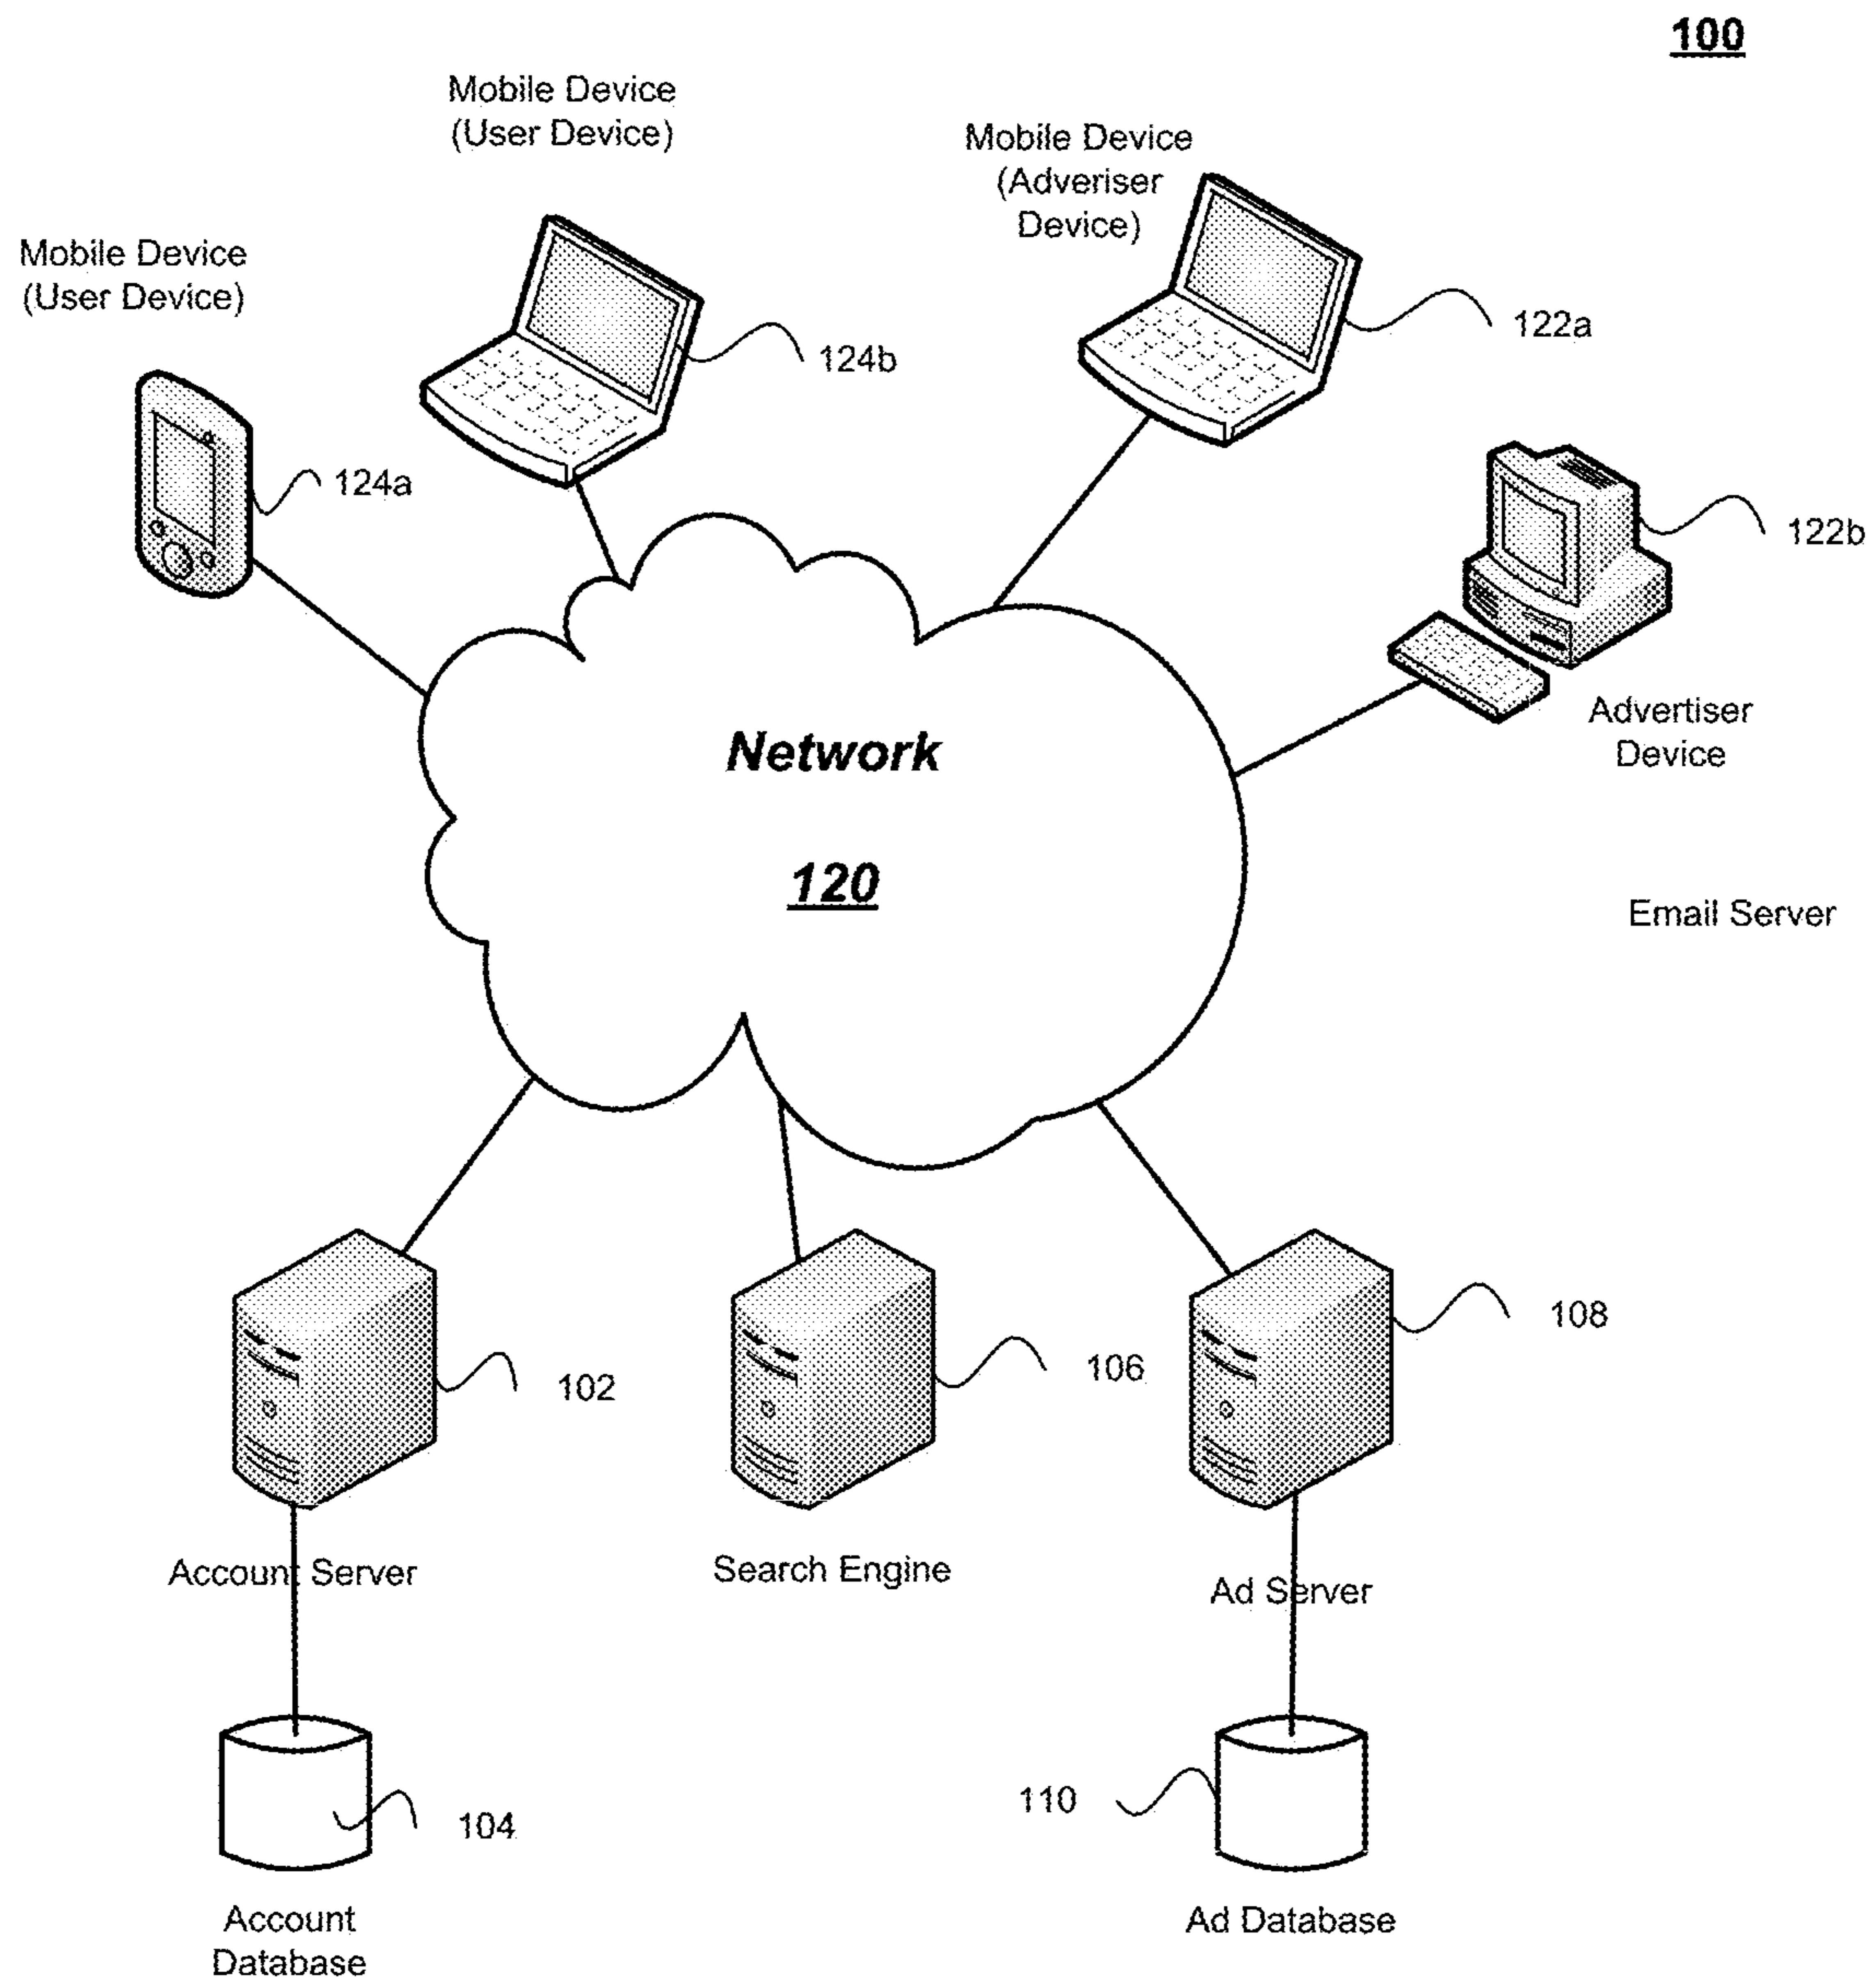 100
Mobile Device
(User Device)
Mobile Device
(Adveriser
Device)
Mobile Device
(User Device)
122a
124b
124a
122b
Advertiser
Device
Network
120
Email Server
108
106
102
Account Server
Search Engine
Ad Server
110
104
Account
Database
Ad Database